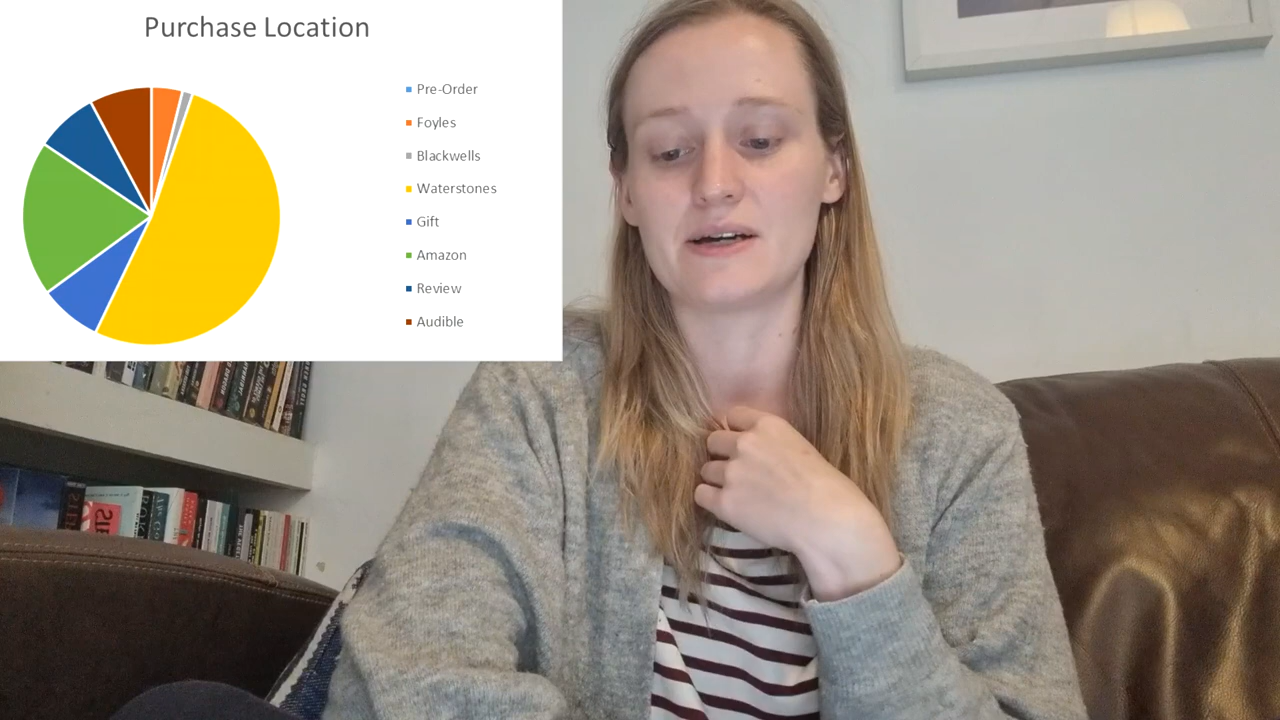 Purchase Location
Pre-Order
Foyles
Blackwells
Waterstones
Gift
Amazon
Review
Audible